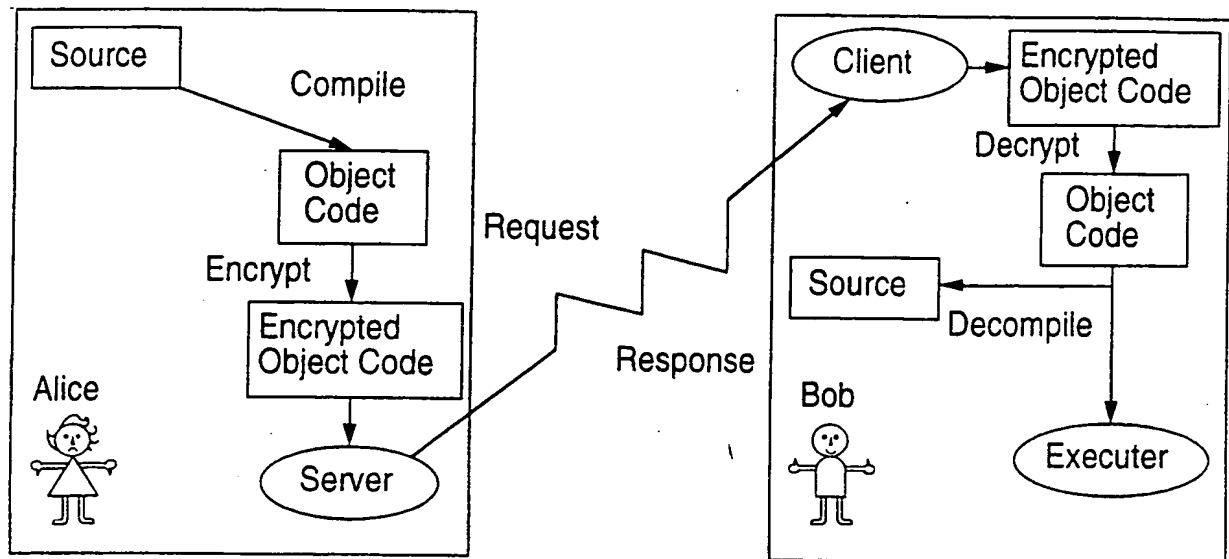 Source
Compile
Object
Code
Encrypt
Encrypted
Object Code
Alice
Server
Request
Response
Client
Encrypted
Object Code
Decrypt
Object
Code
Source
Decompile
Bob
Executer